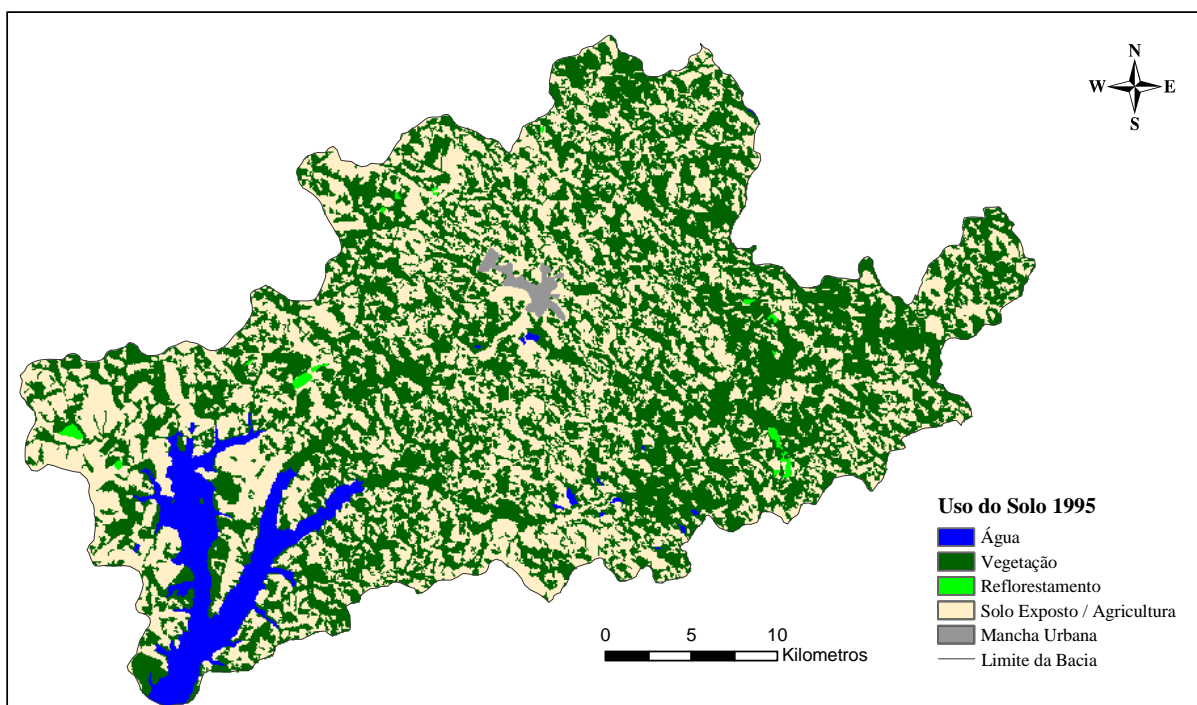 N
W E
S
Uso do Solo 1995
Água
Vegetação
Reflorestamento
Solo Exposto / Agricultura
Mancha Urbana
Limite da Bacia
0 5 10
Kilometros